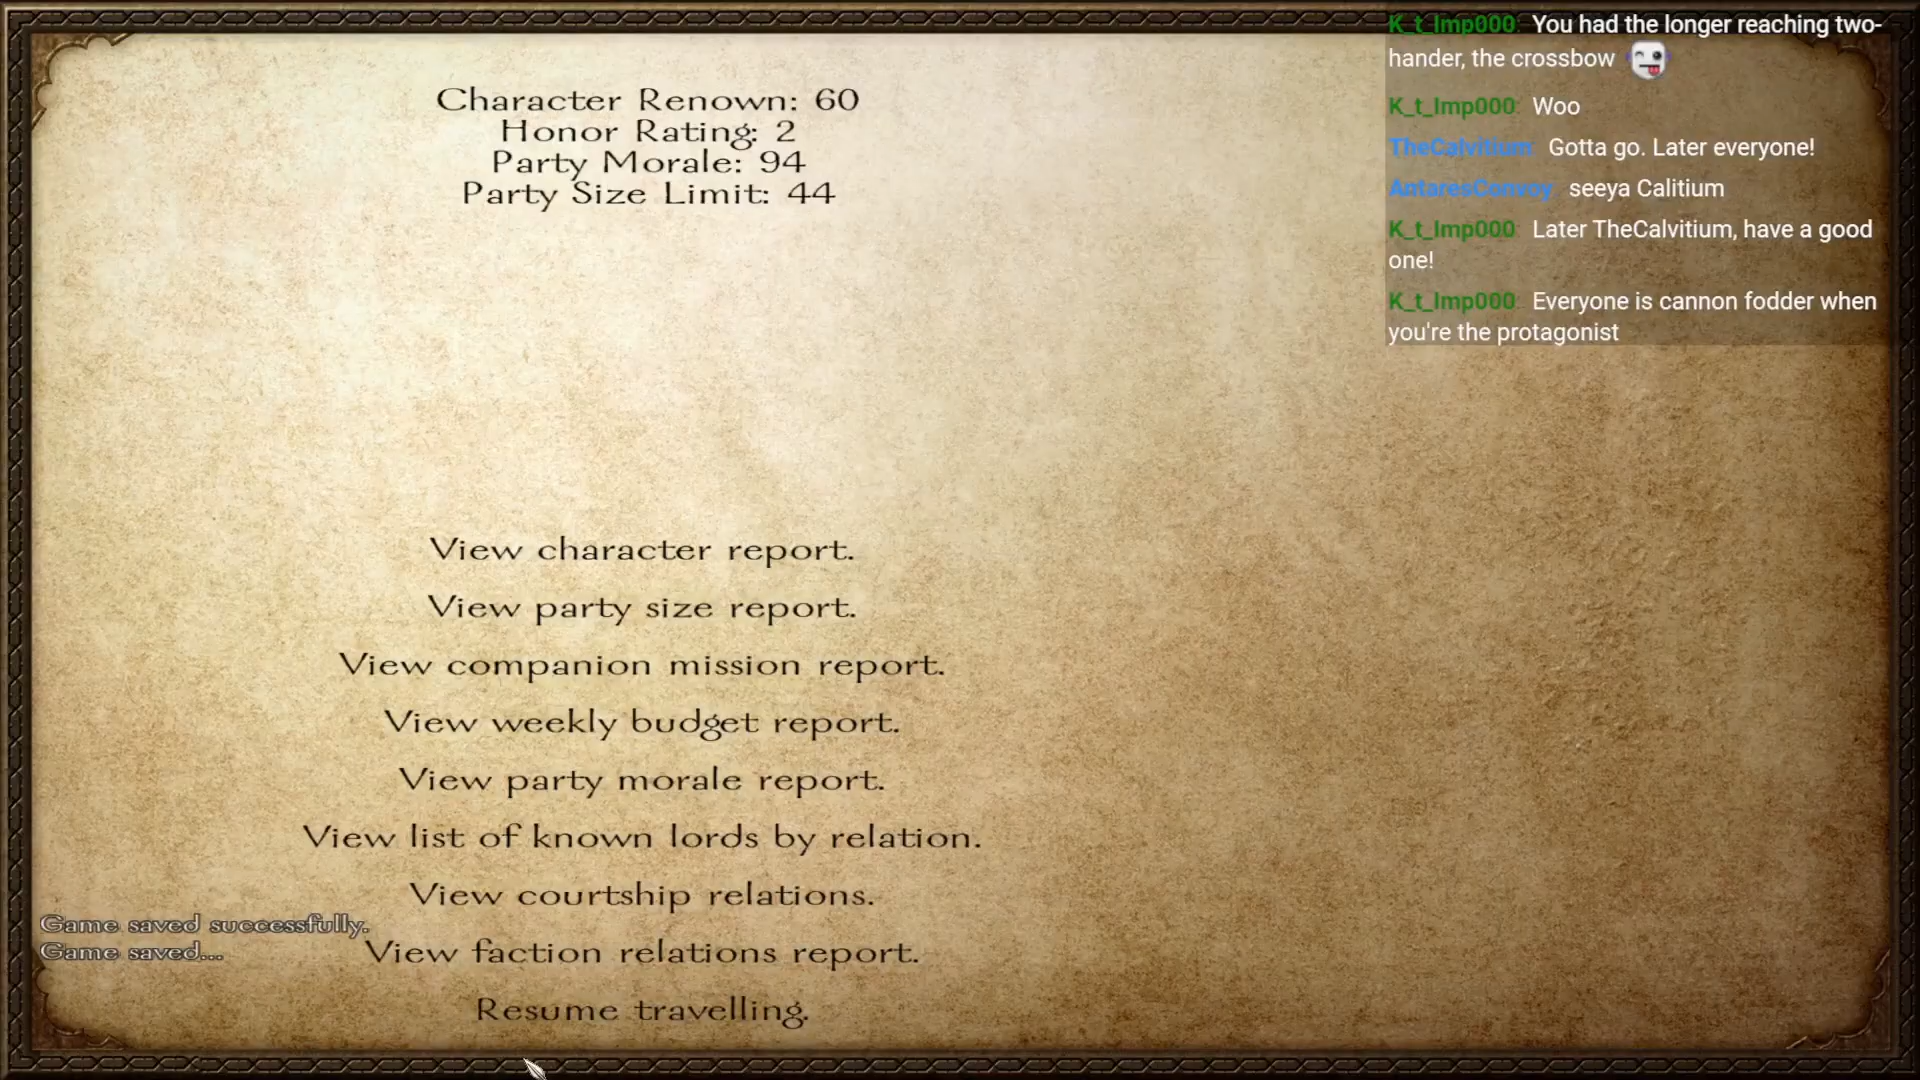 Character Renown: 60
Honor Rating: 2
Party Morale: 94
Party Size Limit: 44
View character report.
View party size report.
View companion mission report.
View weekly budget report.
View party morale report.
View list of known lords by relation.
View courtship relations.
View faction relations report.
Resume travelling.
Game saved successfully.
Game saved...
K_t_Imp000: You had the longer reaching two-
hander, the crossbow
K_t_Imp000: Woo
TheCalvitium: Gotta go. Later everyone!
AntaresConvoy: seeya Calitium
K_t_Imp000: Later TheCalvitium, have a good
one!
K_t_Imp000: Everyone is cannon fodder when
you're the protagonist